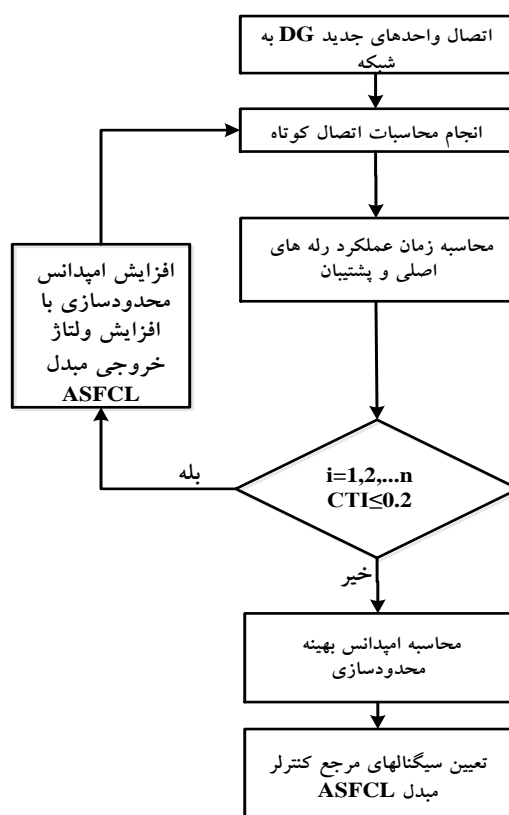 اتصال واحدهای جدید DG به
شبکه
انجام محاسبات اتصال کوتاه
محاسبه زمان عملکرد رله های
اصلی و پشتیبان
افزایش امپدانس
محدودسازی با
افزایش ولتاژ
خروجی مبدل
ASFCL
i=1,2,...n
CTI≤0.2
بله
خیر
محاسبه امپدانس بهینه
محدودسازی
تعیین سیگنالهای مرجع کنترلر
مبدل ASFCL